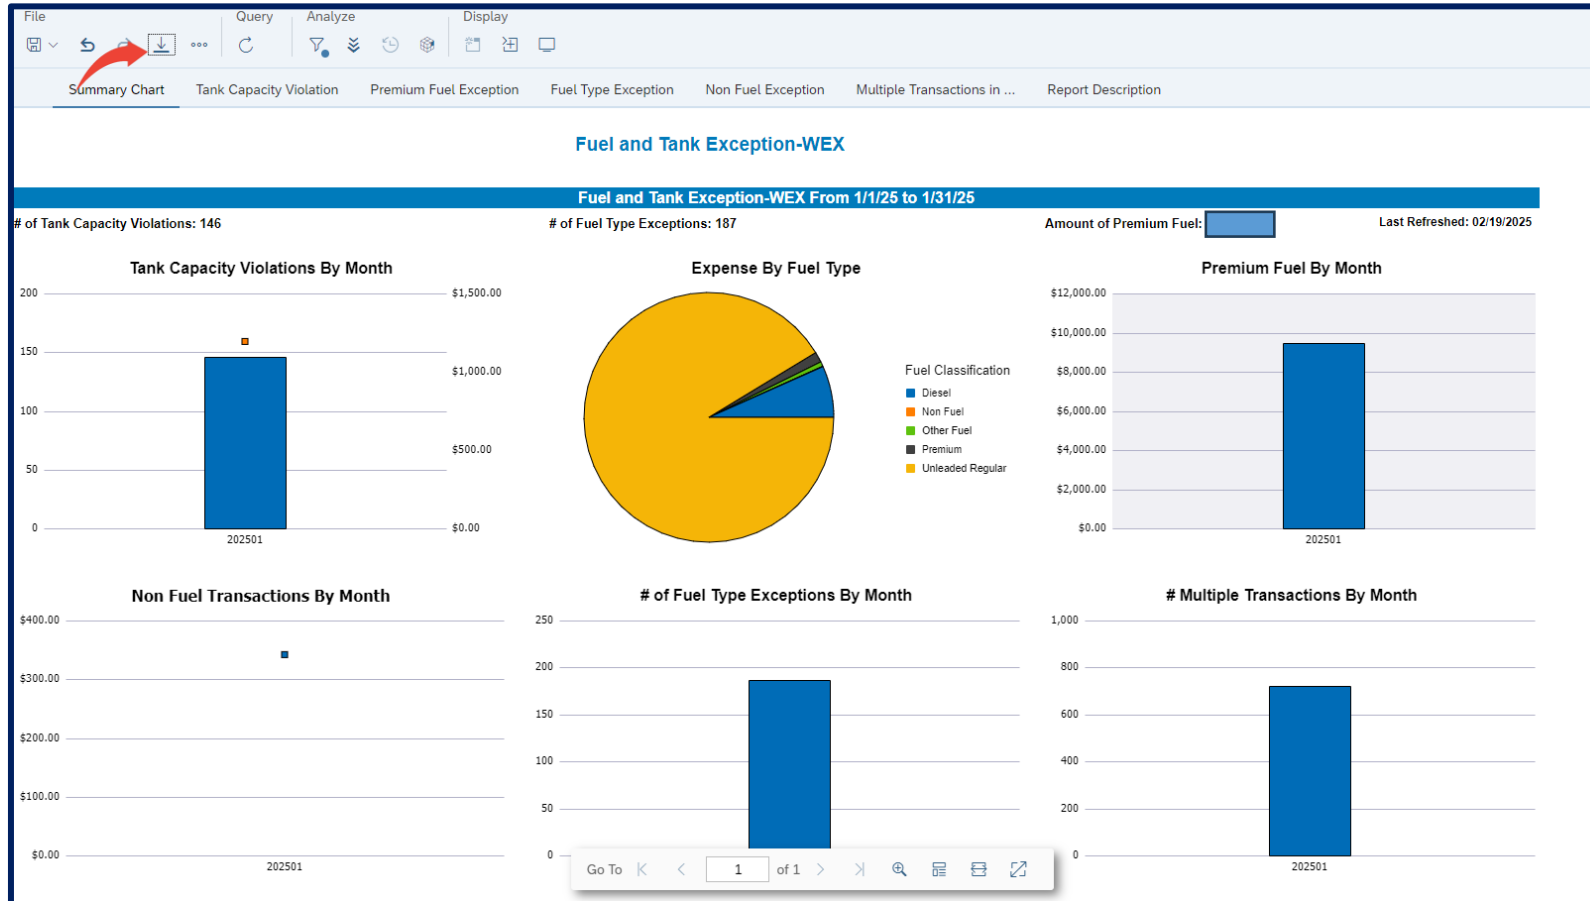 File Query Analyze Display
Summary Chart Tank Capacity Violation Premium Fuel Exception Fuel Type Exception Non Fuel Exception Multiple Transactions in ... Report Description
Fuel and Tank Exception-WEX
Fuel and Tank Exception-WEX From 1/1/25 to 1/31/25
# of Tank Capacity Violations: 146 # of Fuel Type Exceptions: 187 Amount of Premium Fuel: Last Refreshed: 02/19/2025
Tank Capacity Violations By Month
200 $1,500.00
150
$1,000.00
100
$500.00
50
0 $0.00
202501
Expense By Fuel Type
Fuel Classification
Diesel
Non Fuel
Other Fuel
Premium
Unleaded Regular
Premium Fuel By Month
$12,000.00
$10,000.00
$8,000.00
$6,000.00
$4,000.00
$2,000.00
$0.00
202501
Non Fuel Transactions By Month
$400.00
$300.00
$200.00
$100.00
$0.00
202501
# of Fuel Type Exceptions By Month
250
200
150
100
50
0
# Multiple Transactions By Month
1,000
800
600
400
200
0
202501
Go To 1 of 1